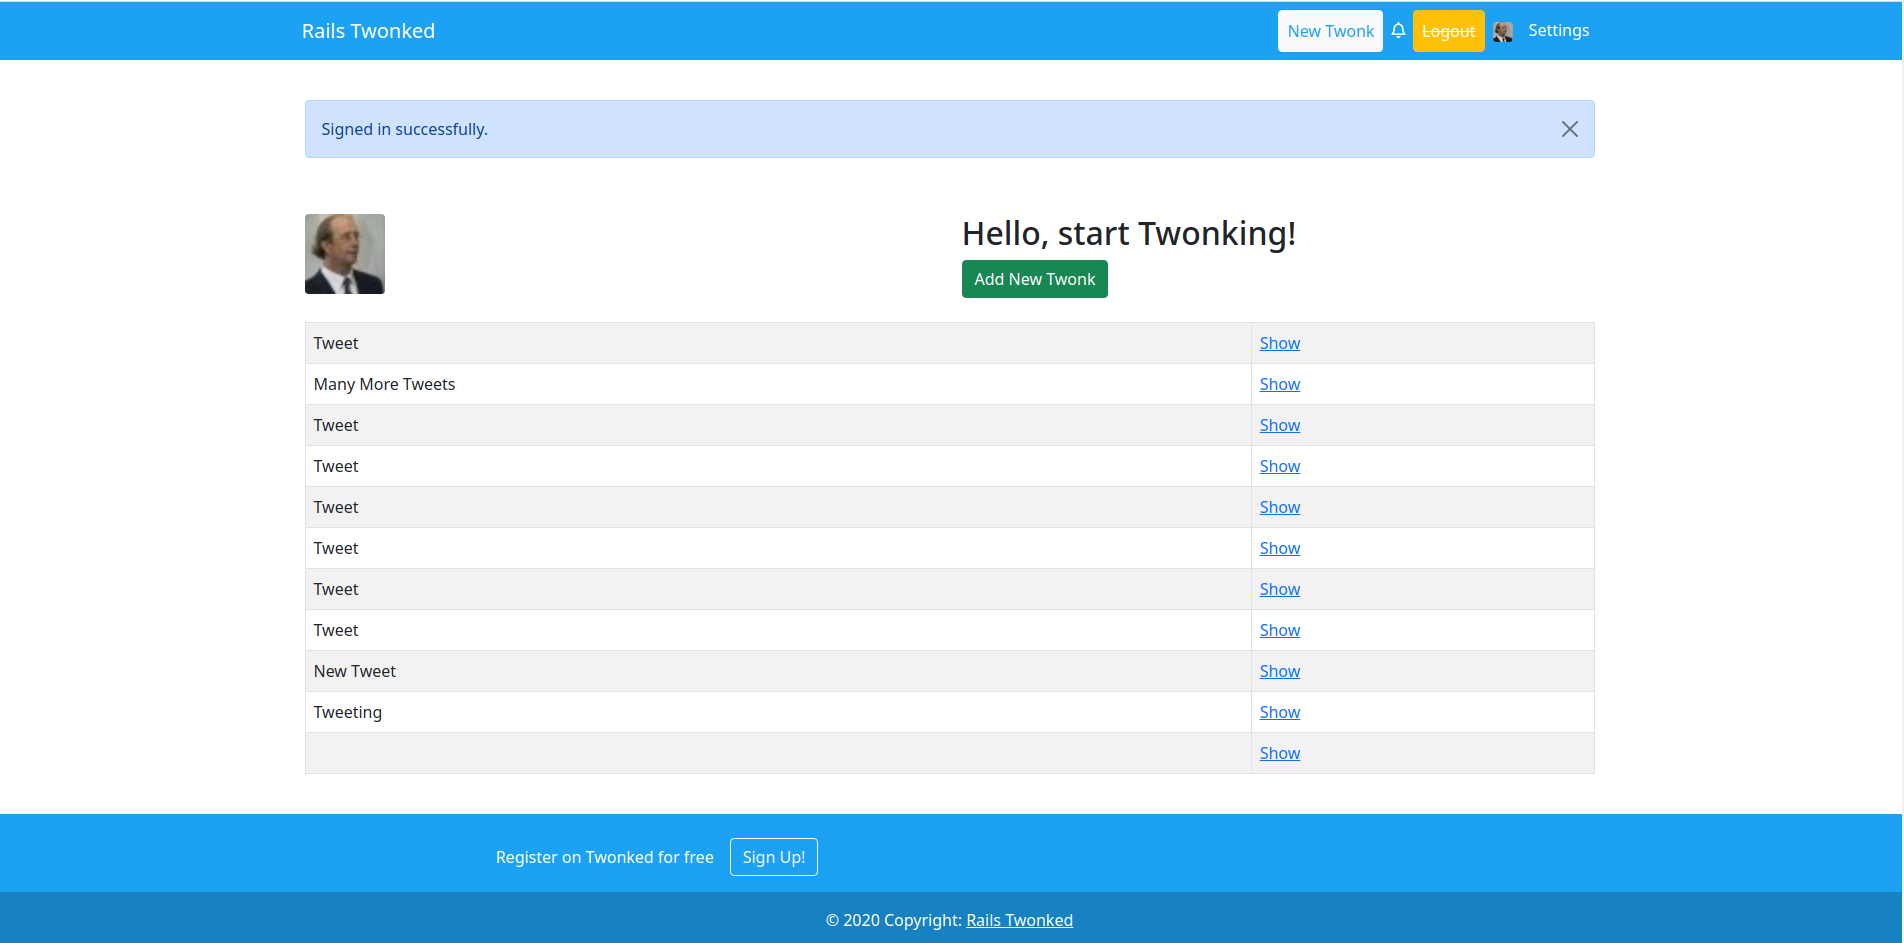 Rails Twonked New Twonk Logout Settings
Signed in successfully.
Hello, start Twonking!
Add New Twonk
Tweet Show
Many More Tweets Show
Tweet Show
Tweet Show
Tweet Show
Tweet Show
Tweet Show
Tweet Show
New Tweet Show
Tweeting Show
Show
Register on Twonked for free Sign Up!
© 2020 Copyright: Rails Twonked